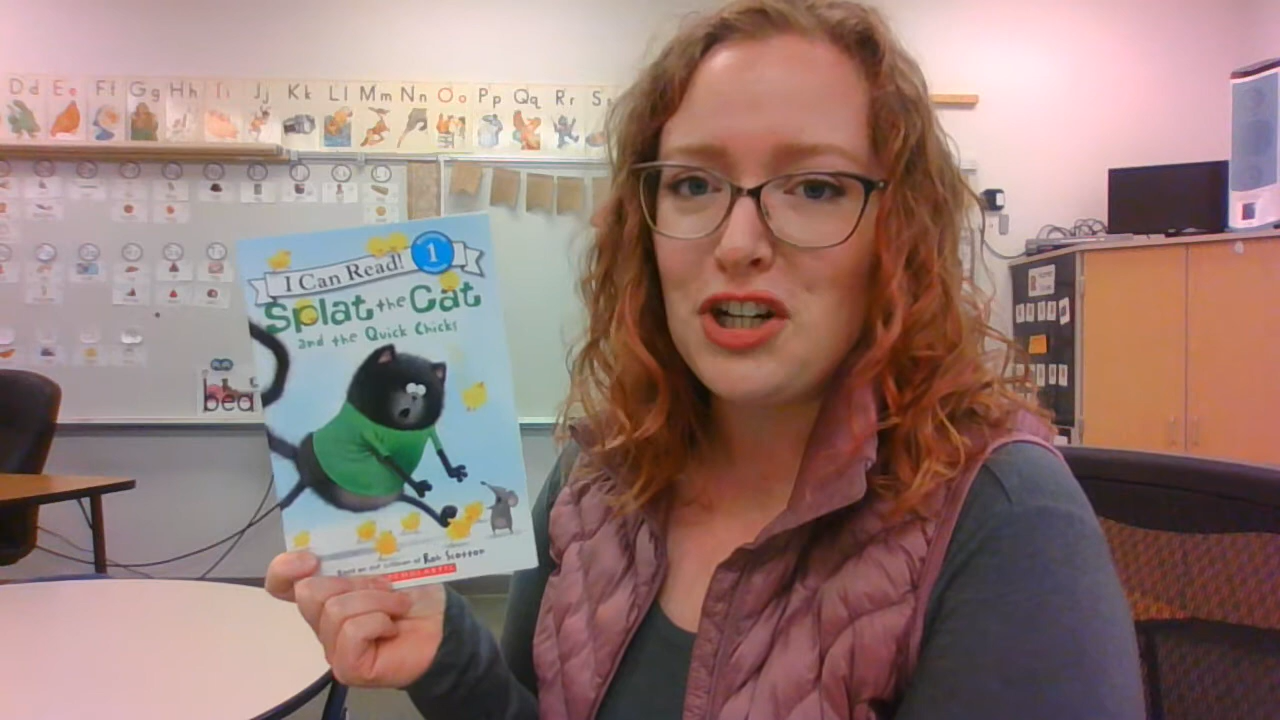 Dd Ee Ff Gg Hh Ii Jj Kk Ll Mm Nn Oo Pp Qq Rr S
I Can Read! 1
Splat the Cat
and the Quick Chicks
Rob Scotton
SCHOLASTIC
bed